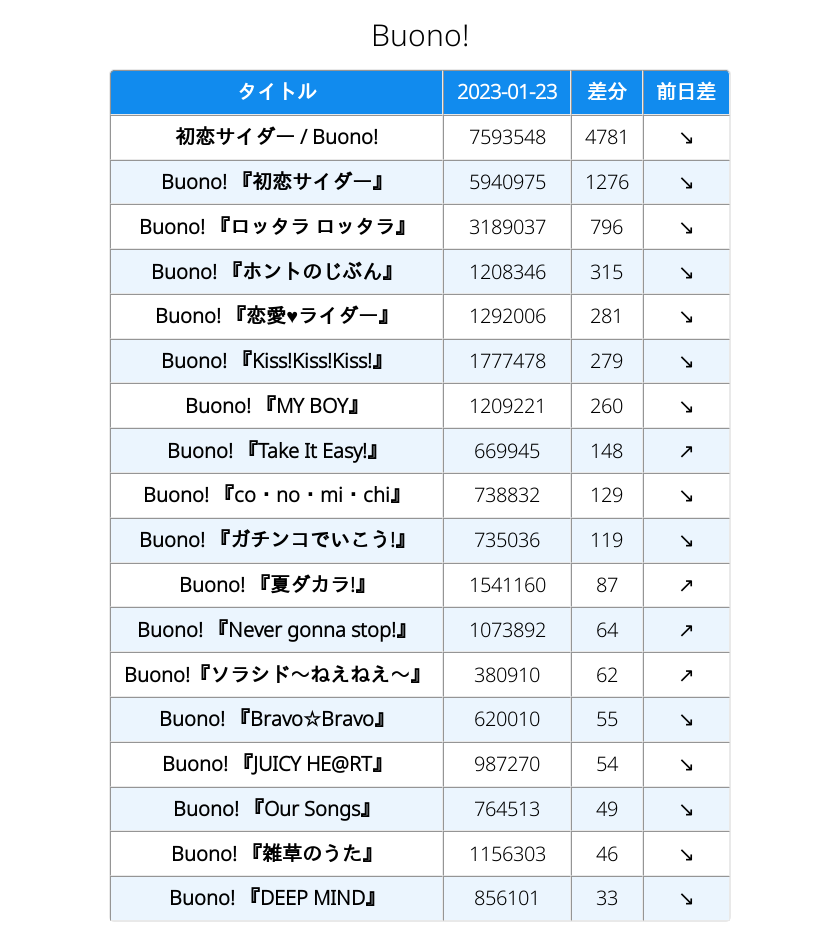 Buono!
タイトル 2023-01-23 差分 前日差
初恋サイダー / Buono! 7593548 4781 ↘
Buono! 『初恋サイダー』 5940975 1276 ↘
Buono! 『ロッタラ ロッタラ』 3189037 796 ↘
Buono! 『ホントのじぶん』 1208346 315 ↘
Buono! 『恋愛♥ライダー』 1292006 281 ↘
Buono! 『Kiss!Kiss!Kiss!』 1777478 279 ↘
Buono! 『MY BOY』 1209221 260 ↘
Buono! 『Take It Easy!』 669945 148 ↗
Buono! 『co・no・mi・chi』 738832 129 ↘
Buono! 『ガチンコでいこう!』 735036 119 ↘
Buono! 『夏ダカラ!』 1541160 87 ↗
Buono! 『Never gonna stop!』 1073892 64 ↗
Buono!『ソラシド〜ねえねえ〜』 380910 62 ↗
Buono! 『Bravo☆Bravo』 620010 55 ↘
Buono! 『JUICY HE@RT』 987270 54 ↘
Buono! 『Our Songs』 764513 49 ↘
Buono! 『雑草のうた』 1156303 46 ↘
Buono! 『DEEP MIND』 856101 33 ↘